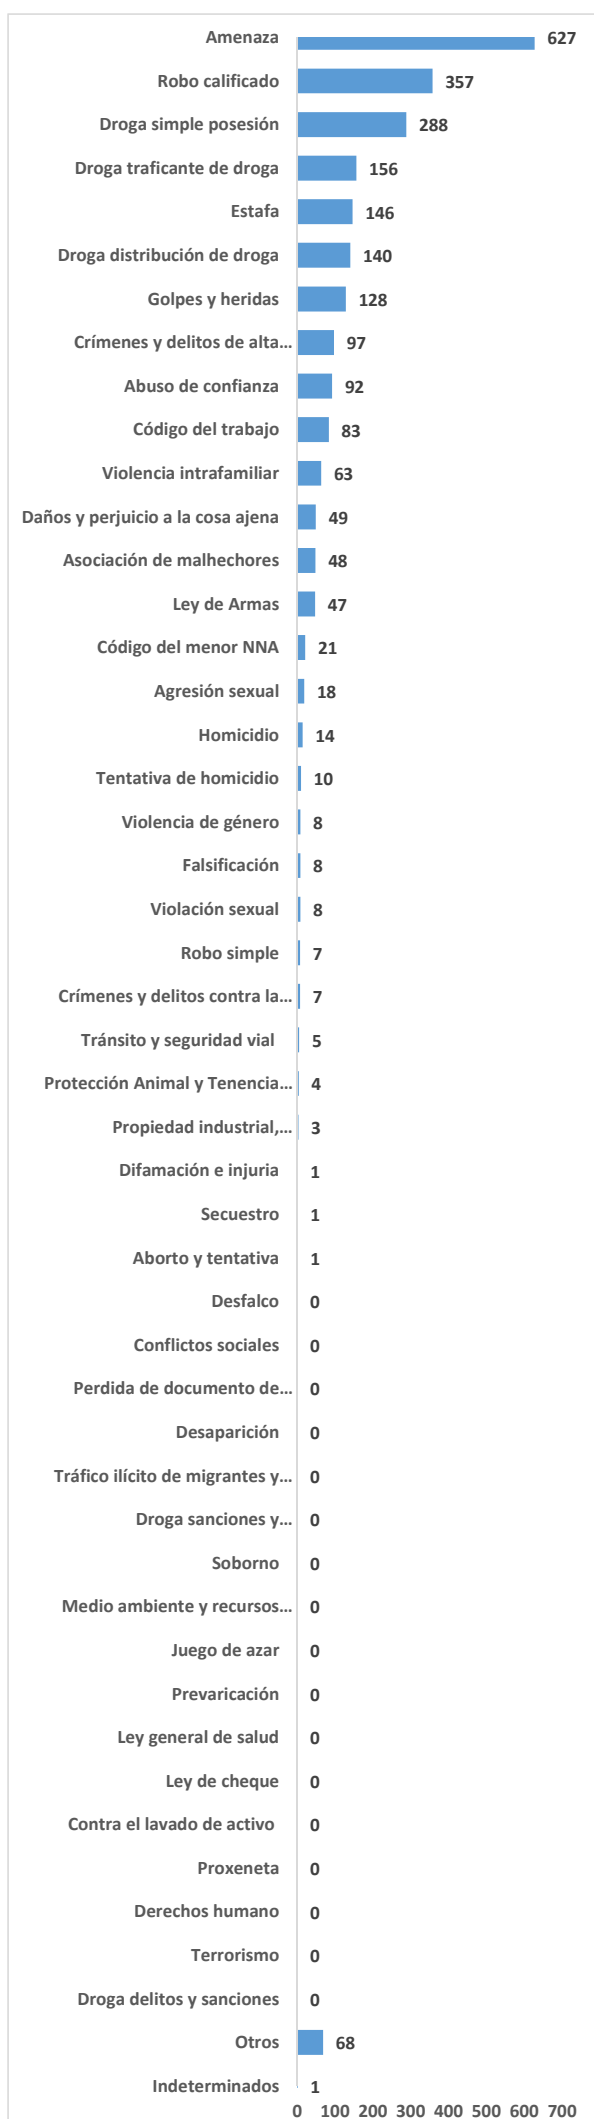 Amenaza 627
Robo calificado 357
Droga simple posesión 288
Droga traficante de droga 156
Estafa 146
Droga distribución de droga 140
Golpes y heridas 128
Crímenes y delitos de alta... 97
Abuso de confianza 92
Código del trabajo 83
Violencia intrafamiliar 63
Daños y perjuicio a la cosa ajena 49
Asociación de malhechores 48
Ley de Armas 47
Código del menor NNA 21
Agresión sexual 18
Homicidio 14
Tentativa de homicidio 10
Violencia de género 8
Falsificación 8
Violación sexual 8
Robo simple 7
Crímenes y delitos contra la... 7
Tránsito y seguridad vial 5
Protección Animal y Tenencia... 4
Propiedad industrial,... 3
Difamación e injuria 1
Secuestro 1
Aborto y tentativa 1
Desfalco 0
Conflictos sociales 0
Perdida de documento de... 0
Desaparición 0
Tráfico ilícito de migrantes y... 0
Droga sanciones y... 0
Soborno 0
Medio ambiente y recursos... 0
Juego de azar 0
Prevaricación 0
Ley general de salud 0
Ley de cheque 0
Contra el lavado de activo 0
Proxeneta 0
Derechos humano 0
Terrorismo 0
Droga delitos y sanciones 0
Otros 68
Indeterminados 1
0 100 200 300 400 500 600 700